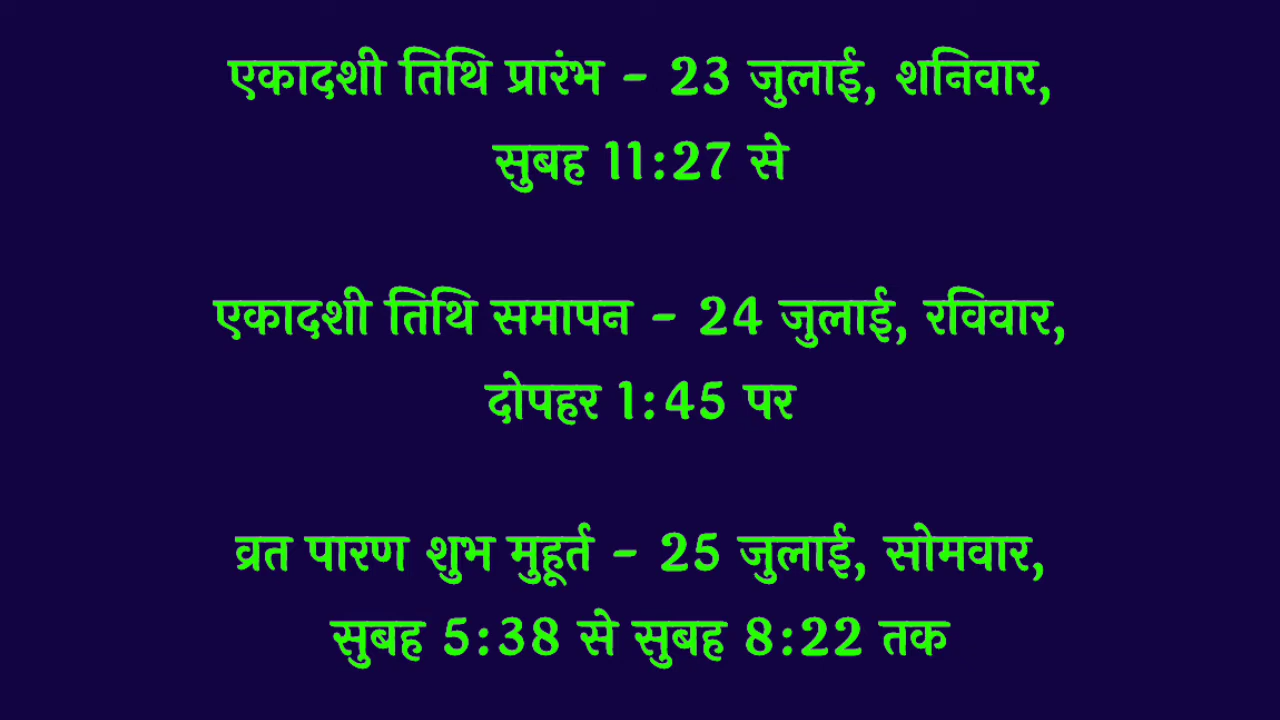 एकादशी तिथि प्रारंभ - 23 जुलाई, शनिवार,
सुबह 11:27 से
एकादशी तिथि समापन - 24 जुलाई, रविवार,
दोपहर 1:45 पर
व्रत पारण शुभ मुहूर्त - 25 जुलाई, सोमवार,
सुबह 5:38 से सुबह 8:22 तक